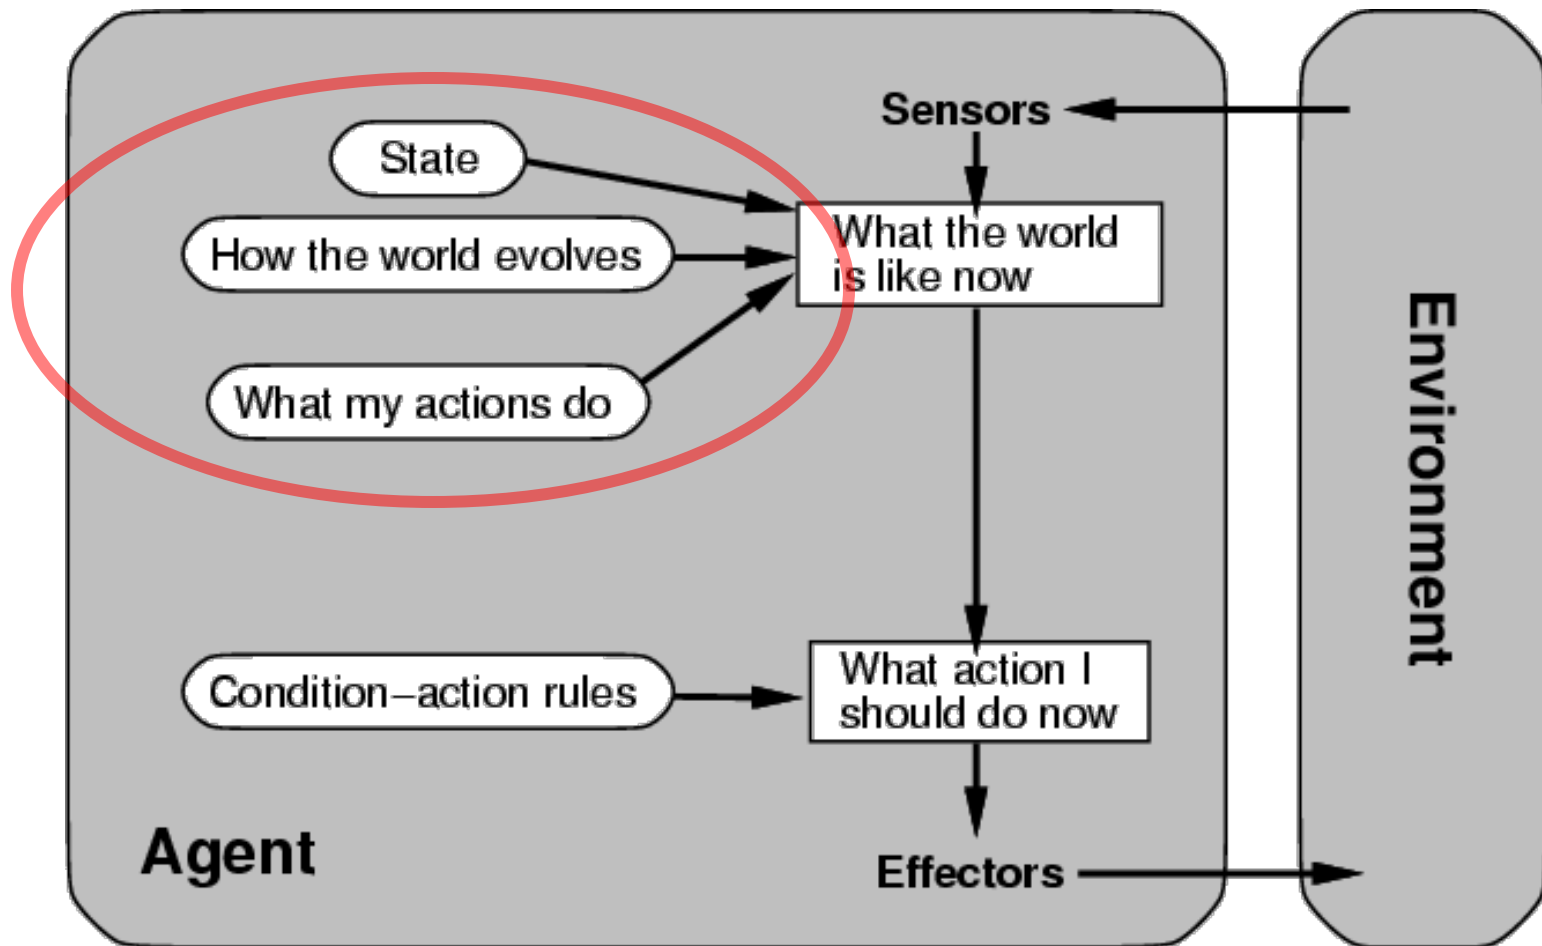 Sensors
State
How the world evolves
What my actions do
What the world
is like now
Condition–action rules
What action I
should do now
Agent
Effectors
Environment